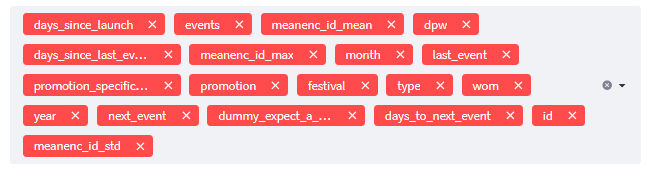 days_since_launch × events × meanenc_id_mean × dpw ×
days_since_last_ev... × meanenc_id_max × month × last_event ×
promotion_specific... × promotion × festival × type × wom ×
year × next_event × dummy_expect_a_... × days_to_next_event × id ×
meanenc_id_std ×